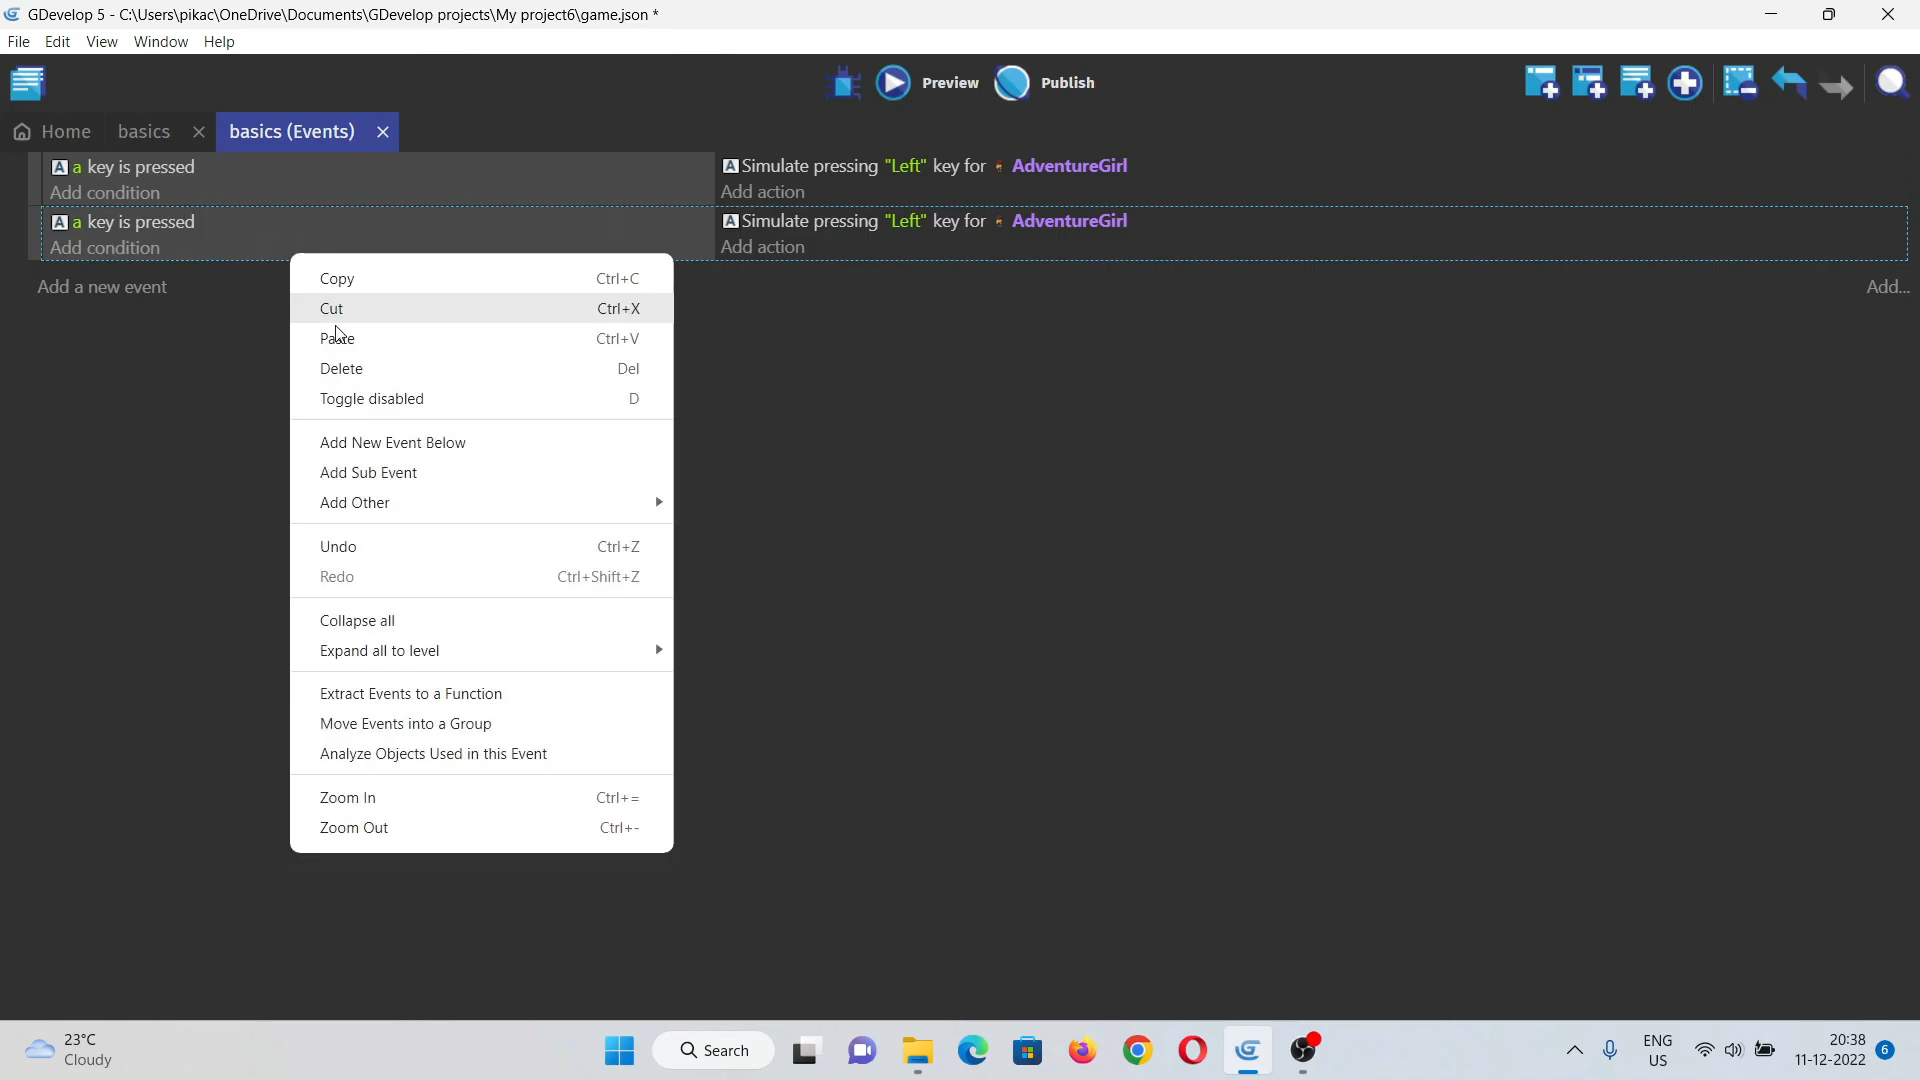 GDevelop 5 - C:\Users\pikac\OneDrive\Documents\GDevelop projects\My project6\game.json *
File Edit View Window Help
Preview Publish
Home basics basics (Events)
A a key is pressed
Add condition
A Simulate pressing "Left" key for AdventureGirl
Add action
A a key is pressed
Add condition
A Simulate pressing "Left" key for AdventureGirl
Add action
Add a new event
Add...
Copy Ctrl+C
Cut Ctrl+X
Paste Ctrl+V
Delete Del
Toggle disabled D
Add New Event Below
Add Sub Event
Add Other
Undo Ctrl+Z
Redo Ctrl+Shift+Z
Collapse all
Expand all to level
Extract Events to a Function
Move Events into a Group
Analyze Objects Used in this Event
Zoom In Ctrl+=
Zoom Out Ctrl+-
23°C
Cloudy
Search
ENG
US
20:38
11-12-2022
6